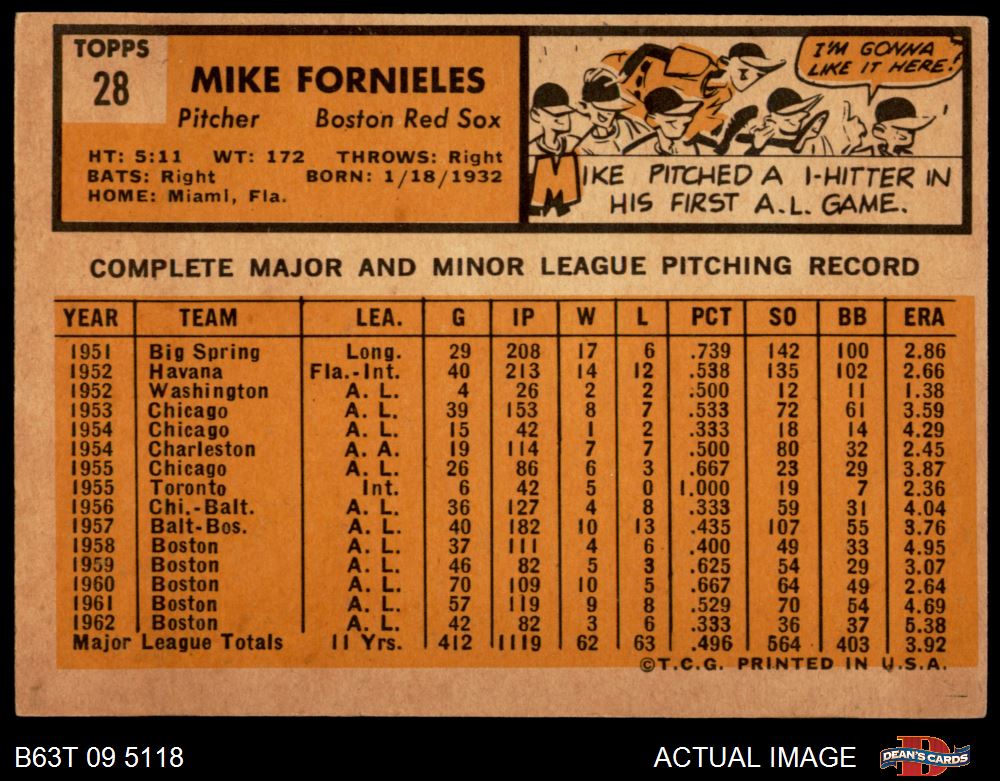 TOPPS
28
MIKE FORNIELES
Pitcher Boston Red Sox
HT: 5:11 WT: 172 THROWS: Right
BATS: Right BORN: 1/18/1932
HOME: Miami, Fla.
I'M GONNA
LIKE IT HERE!
MIKE PITCHED A 1-HITTER IN
HIS FIRST A.L. GAME.
COMPLETE MAJOR AND MINOR LEAGUE PITCHING RECORD
YEAR TEAM LEA. G IP W L PCT SO BB ERA
1951 Big Spring Long. 29 208 17 6 .739 142 100 2.86
1952 Havana Fla.-Int. 40 213 14 12 .538 135 102 2.66
1952 Washington A. L. 4 26 2 2 .500 12 11 1.38
1953 Chicago A. L. 39 153 8 7 .533 72 61 3.59
1954 Chicago A. L. 15 42 1 2 .333 18 14 4.29
1954 Charleston A. A. 19 114 7 7 .500 80 32 2.45
1955 Chicago A. L. 26 86 6 3 .667 23 29 3.87
1955 Toronto Int. 6 42 5 0 1.000 19 7 2.36
1956 Chi.-Balt. A. L. 36 127 4 8 .333 59 31 4.04
1957 Balt-Bos. A. L. 40 182 10 13 .435 107 55 3.76
1958 Boston A. L. 37 111 4 6 .400 49 33 4.95
1959 Boston A. L. 46 82 5 3 .625 54 29 3.07
1960 Boston A. L. 70 109 10 5 .667 64 49 2.64
1961 Boston A. L. 57 119 9 8 .529 70 54 4.69
1962 Boston A. L. 42 82 3 6 .333 36 37 5.38
Major League Totals 11 Yrs. 412 1119 62 63 .496 564 403 3.92
©T.C.G. PRINTED IN U.S.A.
B63T 09 5118 ACTUAL IMAGE DEAN'S CARDS